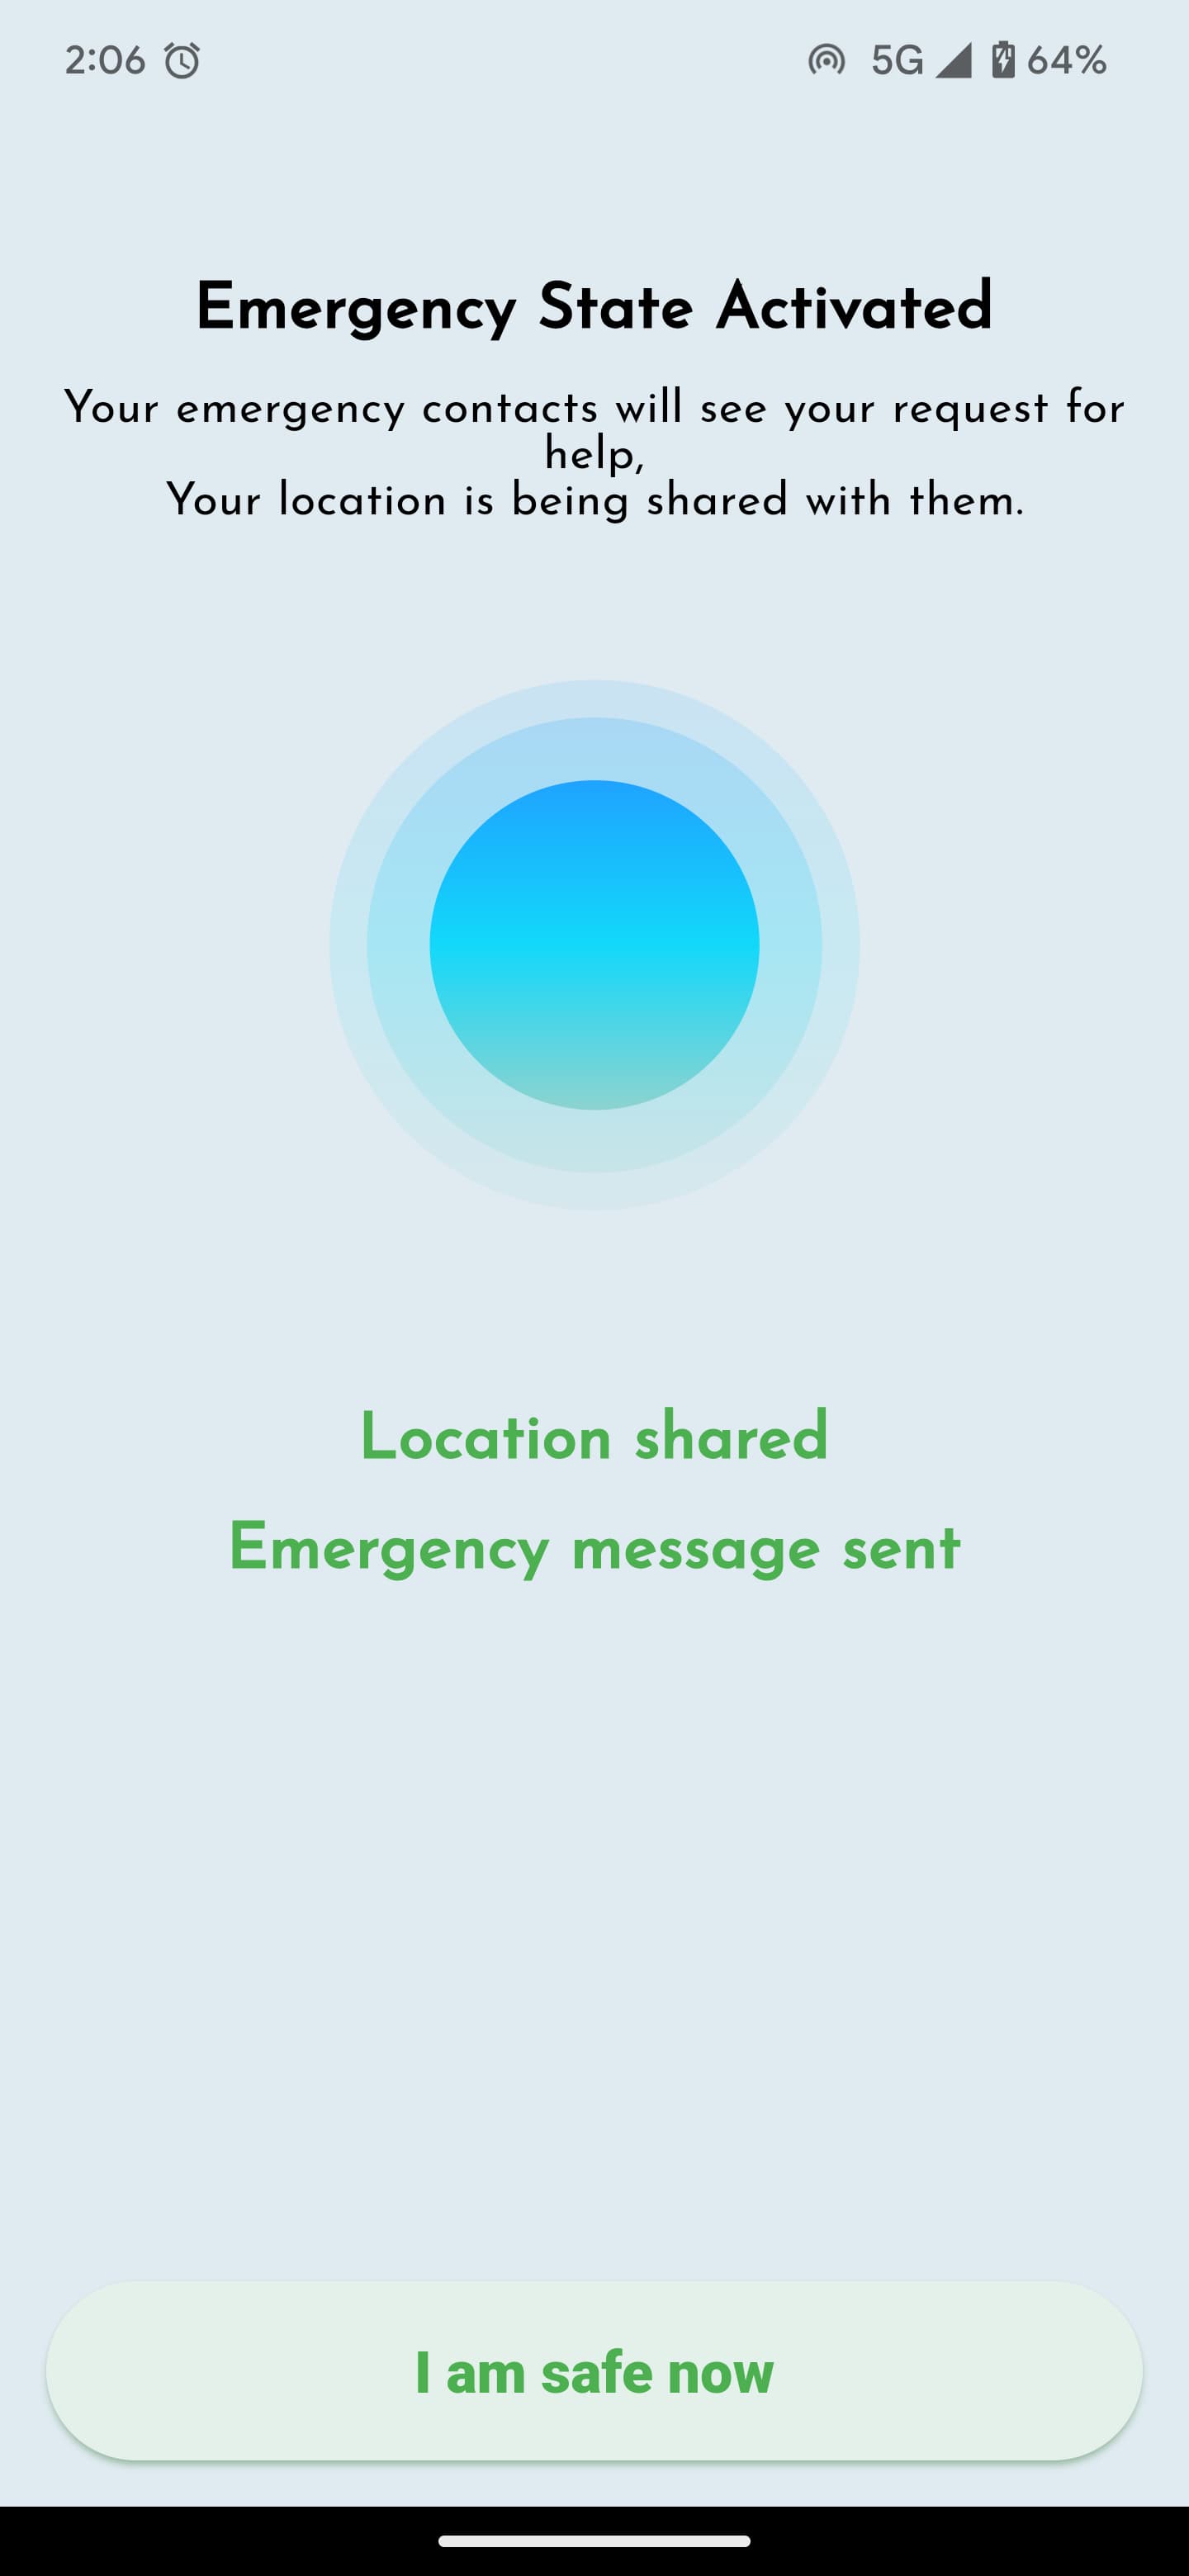 2:06 5G 64%
Emergency State Activated
Your emergency contacts will see your request for
help,
Your location is being shared with them.
Location shared
Emergency message sent
I am safe now